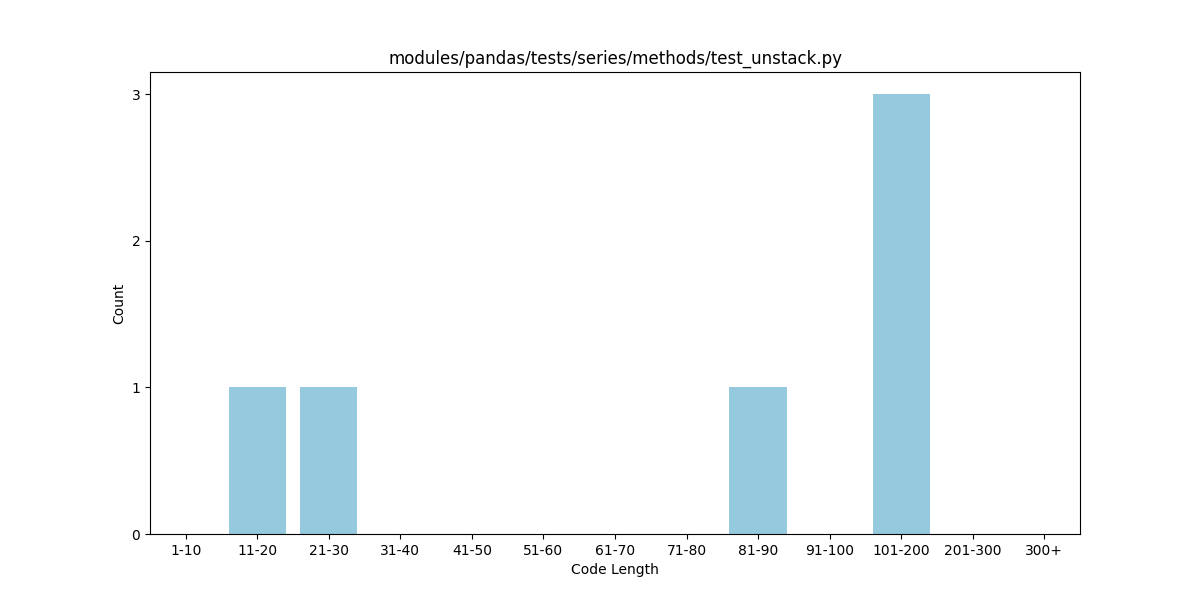 modules/pandas/tests/series/methods/test_unstack.py
3
2
1
0
Count
1-10 11-20 21-30 31-40 41-50 51-60 61-70 71-80 81-90 91-100 101-200 201-300 300+
Code Length